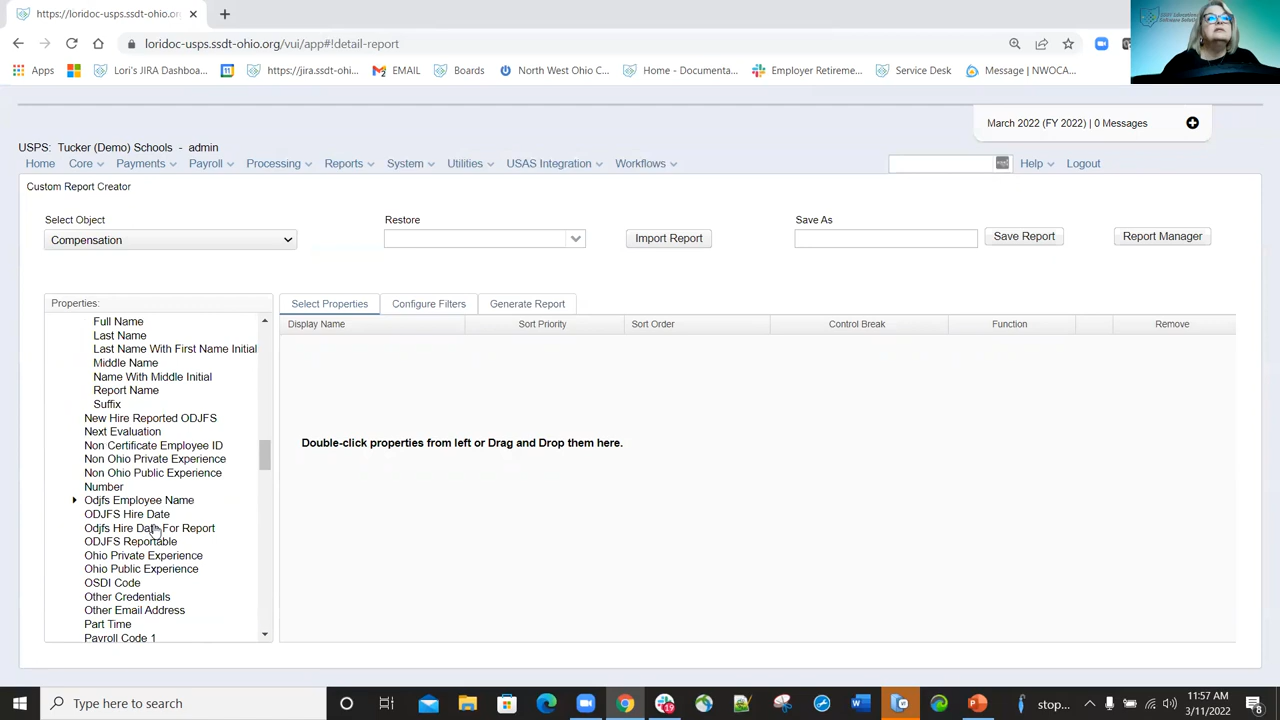 https://loridoc-usps.ssdt-ohio.or
loridoc-usps.ssdt-ohio.org/vui/app#!detail-report
Apps
Lori's JIRA Dashboa...
https://jira.ssdt-ohi...
EMAIL
Boards
North West Ohio C...
Home - Documenta...
Employer Retireme...
Service Desk
Message | NWOCA...
March 2022 (FY 2022) | 0 Messages
USPS: Tucker (Demo) Schools - admin
Home Core Payments Payroll Processing Reports System Utilities USAS Integration Workflows Help Logout
Custom Report Creator
Select Object Restore Save As
Compensation Import Report Save Report Report Manager
Properties: Select Properties Configure Filters Generate Report
Display Name Sort Priority Sort Order Control Break Function Remove
Full Name
Last Name
Last Name With First Name Initial
Middle Name
Name With Middle Initial
Report Name
Suffix
New Hire Reported ODJFS
Next Evaluation
Non Certificate Employee ID
Non Ohio Private Experience
Non Ohio Public Experience
Number
Odjfs Employee Name
ODJFS Hire Date
Odjfs Hire Date For Report
ODJFS Reportable
Ohio Private Experience
Ohio Public Experience
OSDI Code
Other Credentials
Other Email Address
Part Time
Payroll Code 1
Double-click properties from left or Drag and Drop them here.
Type here to search
19
stop...
11:57 AM
3/11/2022
8